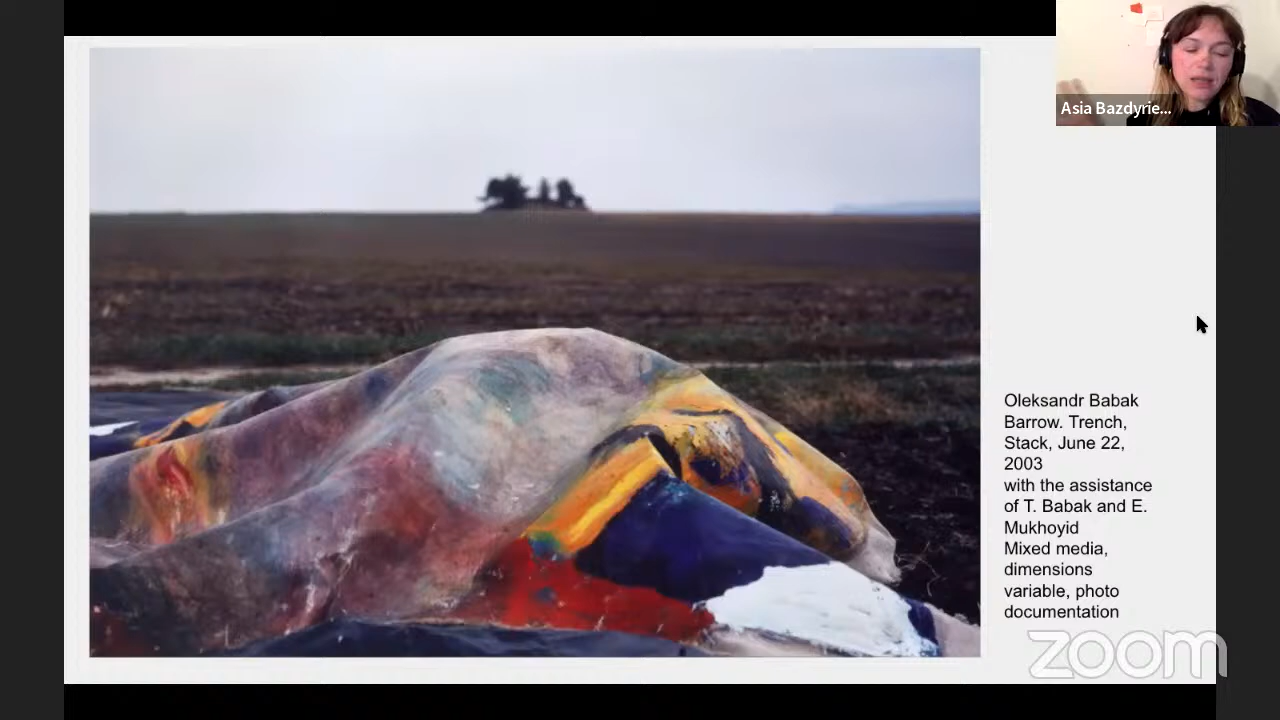 Asia Bazdyrie...
Oleksandr Babak
Barrow. Trench,
Stack, June 22,
2003
with the assistance
of T. Babak and E.
Mukhoyid
Mixed media,
dimensions
variable, photo
documentation
zoom